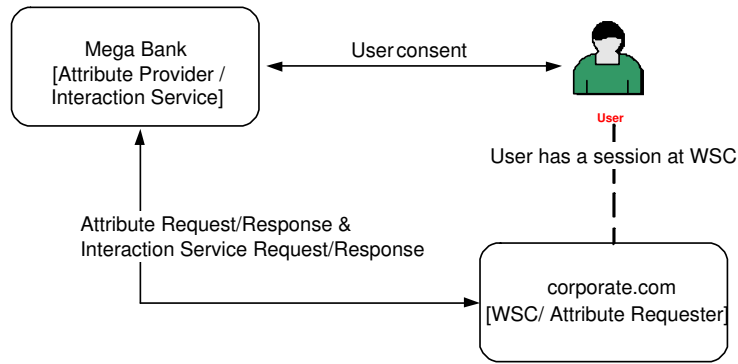 Mega Bank
[Attribute Provider /
Interaction Service]
User consent
User
User has a session at WSC
Attribute Request/Response &
Interaction Service Request/Response
corporate.com
[WSC/ Attribute Requester]